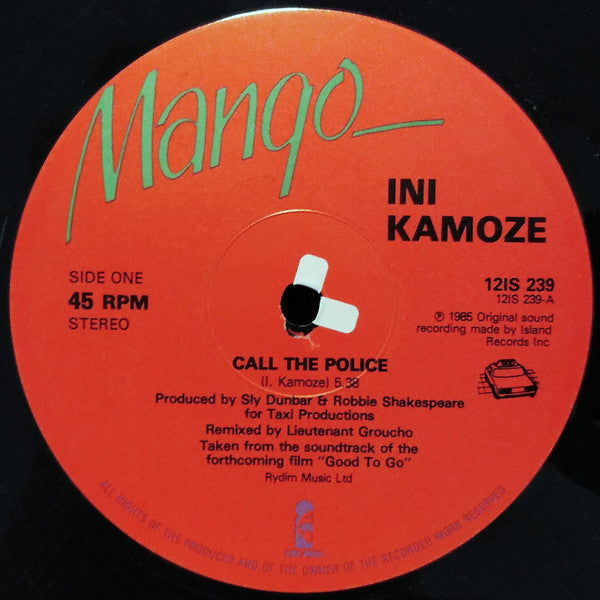 Mango
INI
KAMOZE
SIDE ONE
45 RPM
STEREO
12IS 239
12IS 239-A
℗ 1985 Original sound
recording made by Island
Records Inc
CALL THE POLICE
(I. Kamoze) 5.38
Produced by Sly Dunbar & Robbie Shakespeare
for Taxi Productions
Remixed by Lieutenant Groucho
Taken from the soundtrack of the
forthcoming film "Good To Go"
Rydim Music Ltd
ALL RIGHTS OF THE PRODUCER AND OF THE OWNER OF THE RECORDED WORK RESERVED